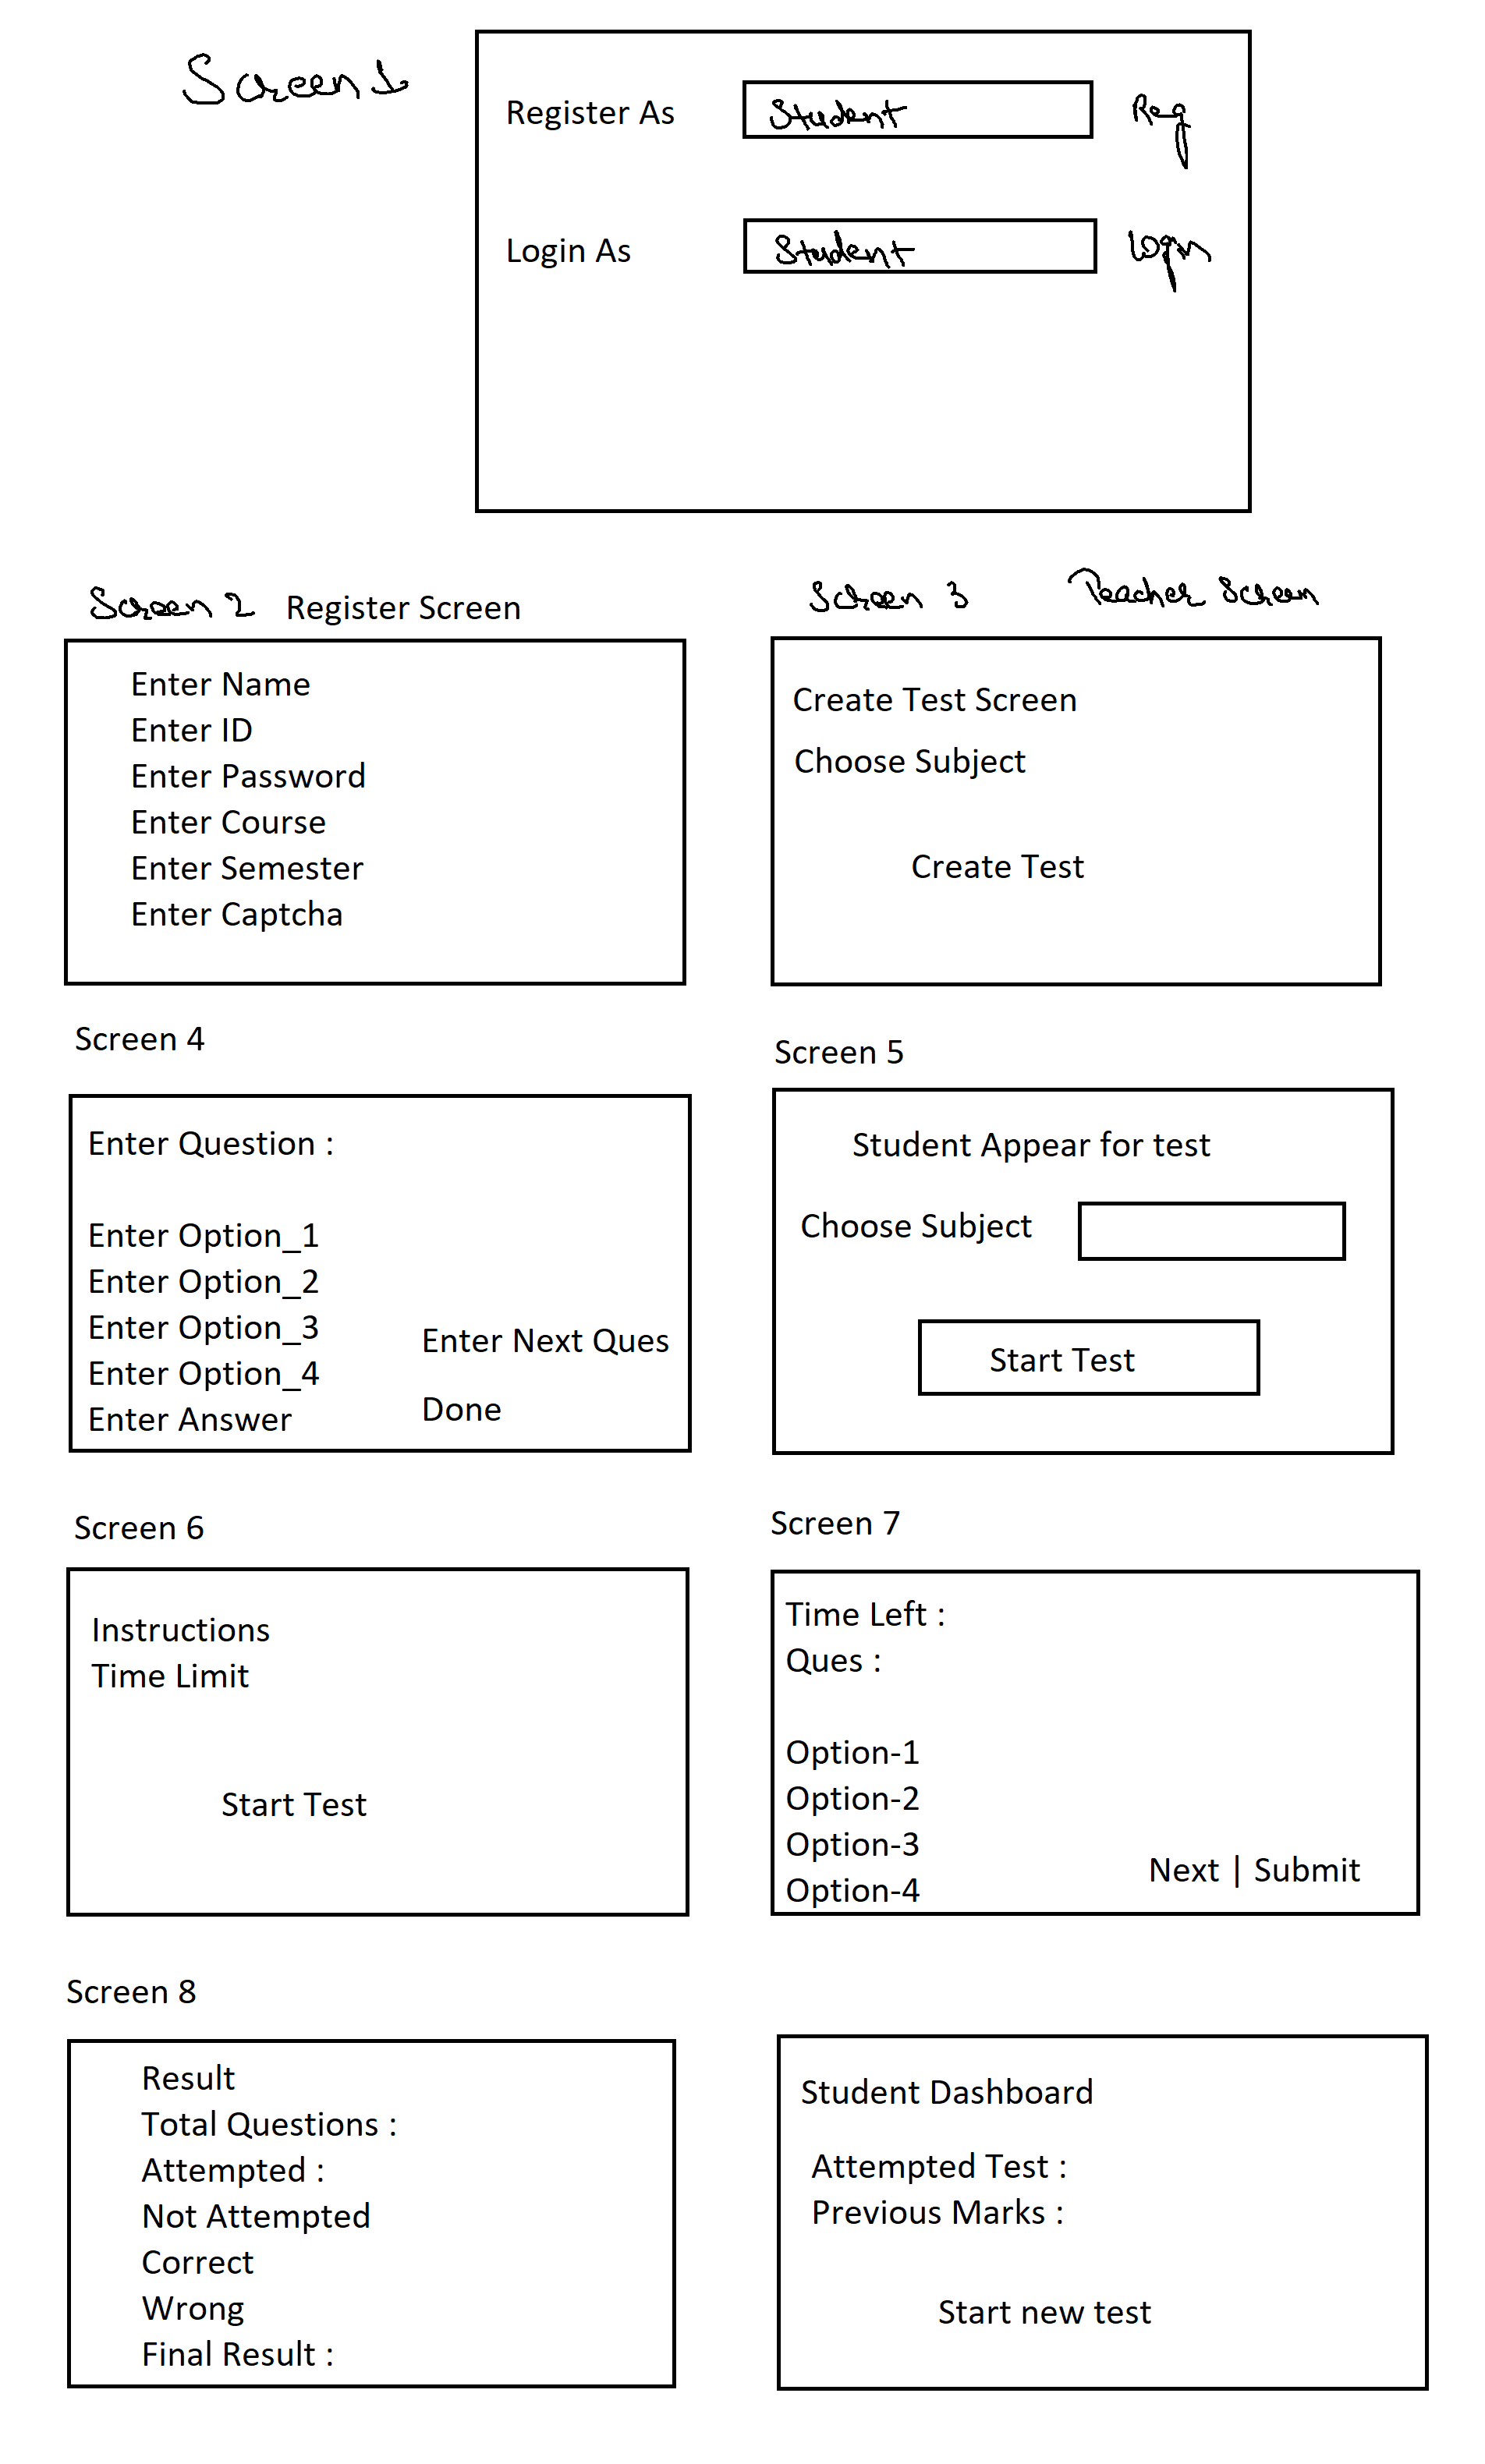 Screen 1
Register As Student Reg
Login As Student Login
Screen 2 Register Screen
Enter Name
Enter ID
Enter Password
Enter Course
Enter Semester
Enter Captcha
Screen 3 Teacher Screen
Create Test Screen
Choose Subject
Create Test
Screen 4
Enter Question :
Enter Option_1
Enter Option_2
Enter Option_3
Enter Option_4
Enter Answer
Enter Next Ques
Done
Screen 5
Student Appear for test
Choose Subject
Start Test
Screen 6
Instructions
Time Limit
Start Test
Screen 7
Time Left :
Ques :
Option-1
Option-2
Option-3
Option-4
Next | Submit
Screen 8
Result
Total Questions :
Attempted :
Not Attempted
Correct
Wrong
Final Result :
Student Dashboard
Attempted Test :
Previous Marks :
Start new test